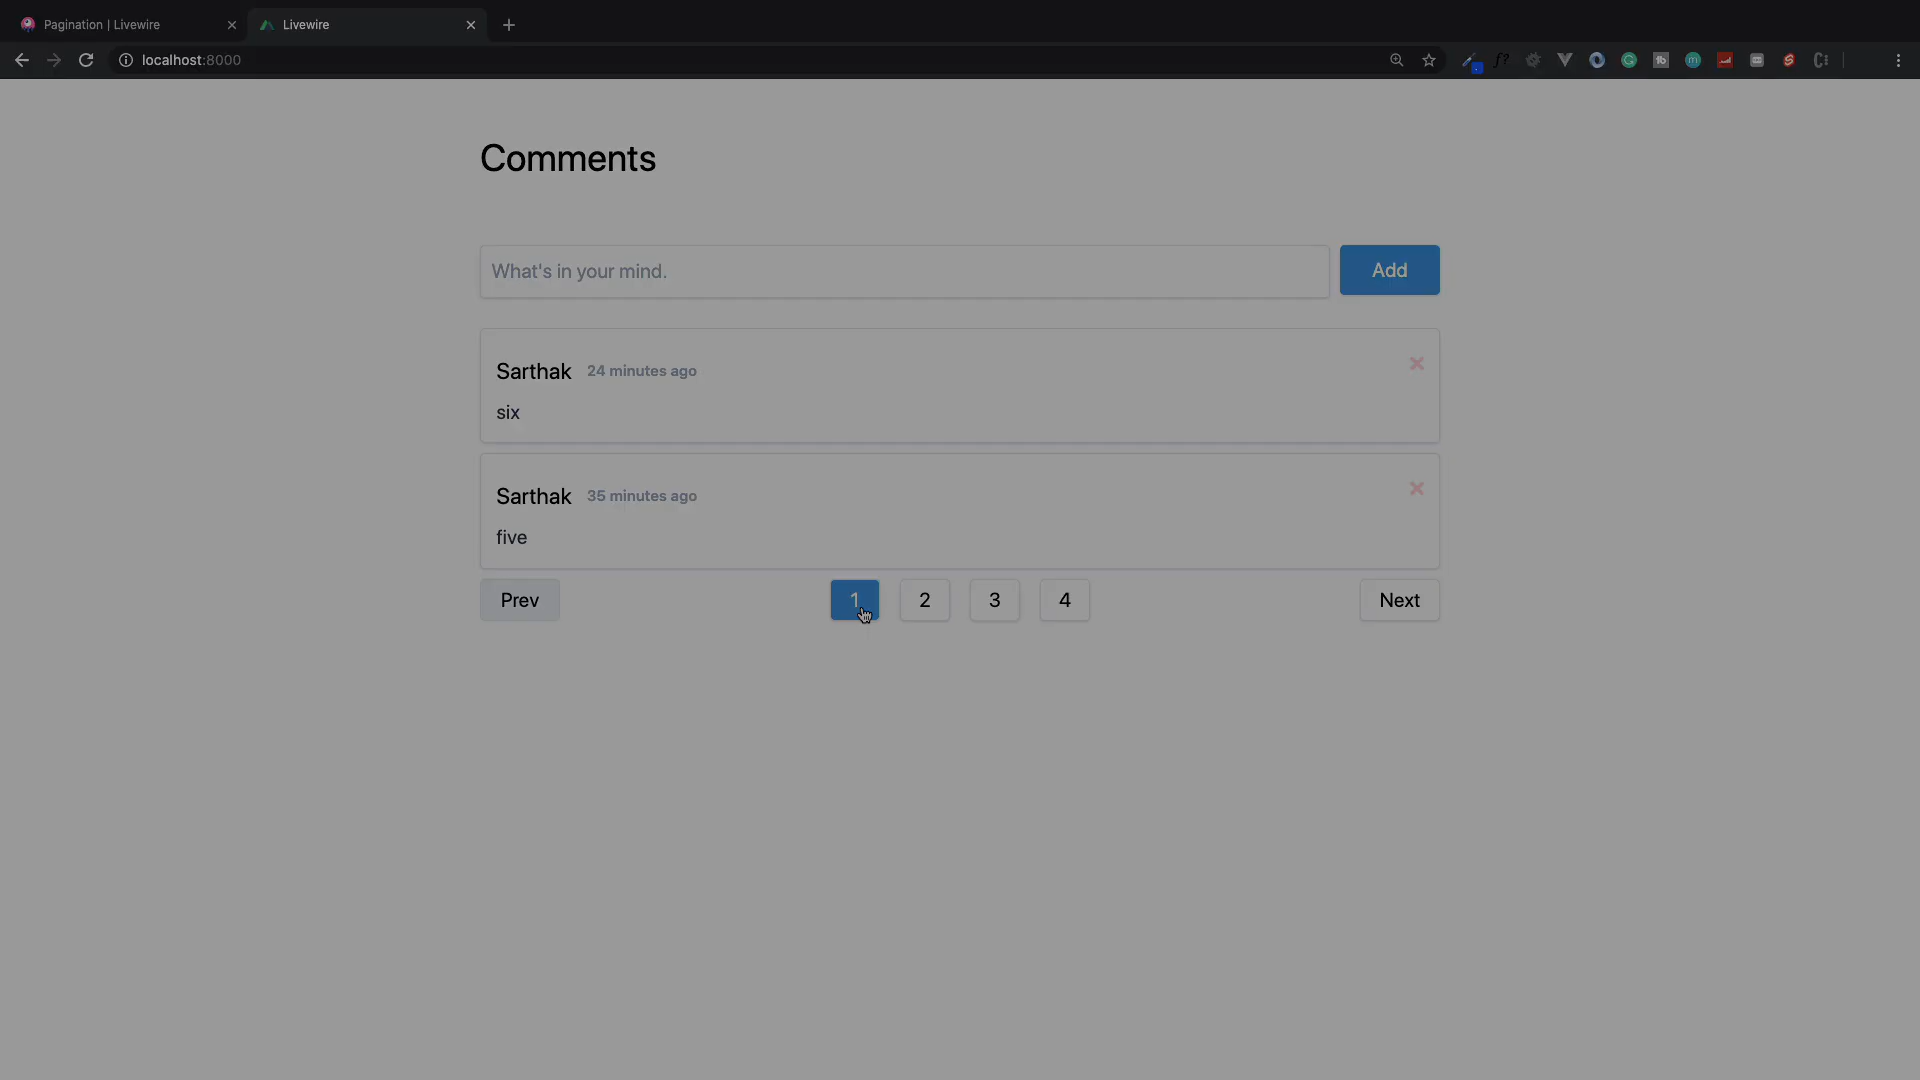 Pagination | Livewire
Livewire
localhost:8000
Comments
What's in your mind.
Add
Sarthak 24 minutes ago
six
Sarthak 35 minutes ago
five
Prev 1 2 3 4 Next